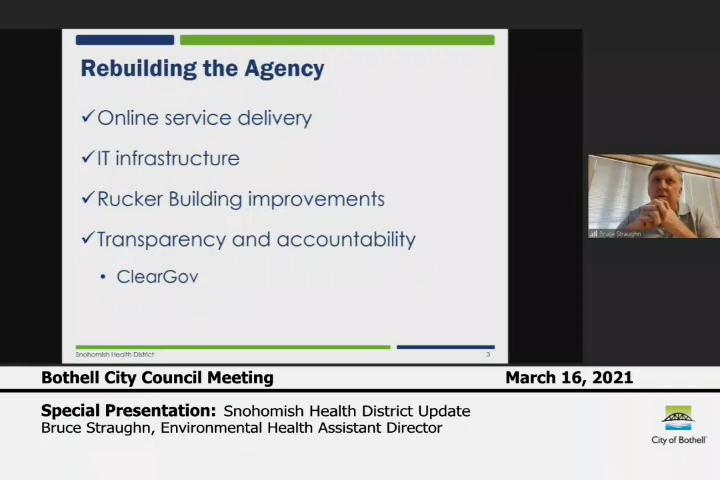 Rebuilding the Agency
✓Online service delivery
✓IT infrastructure
✓Rucker Building improvements
✓Transparency and accountability
• ClearGov
Snohomish Health District 3
Bruce Straughn
Bothell City Council Meeting March 16, 2021
Special Presentation: Snohomish Health District Update
Bruce Straughn, Environmental Health Assistant Director
City of Bothell